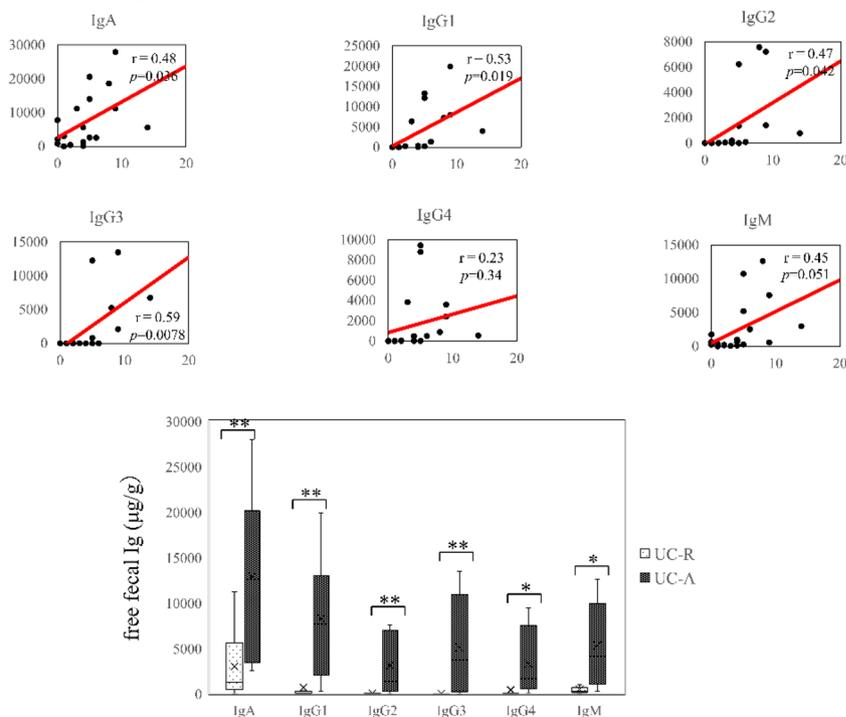 IgA
30000
20000
10000
0
0
10
20
r = 0.48
p=0.036
IgG1
25000
20000
15000
10000
5000
0
0
10
20
r = 0.53
p=0.019
IgG2
8000
6000
4000
2000
0
0
10
20
r = 0.47
p=0.042
IgG3
15000
10000
5000
0
0
10
20
r = 0.59
p=0.0078
IgG4
10000
8000
6000
4000
2000
0
0
10
20
r = 0.23
p=0.34
IgM
15000
10000
5000
0
0
10
20
r = 0.45
p=0.051
free fecal Ig (µg/g)
30000
25000
20000
15000
10000
5000
0
**
**
**
**
*
*
IgA
IgG1
IgG2
IgG3
IgG4
IgM
UC-R
UC-A